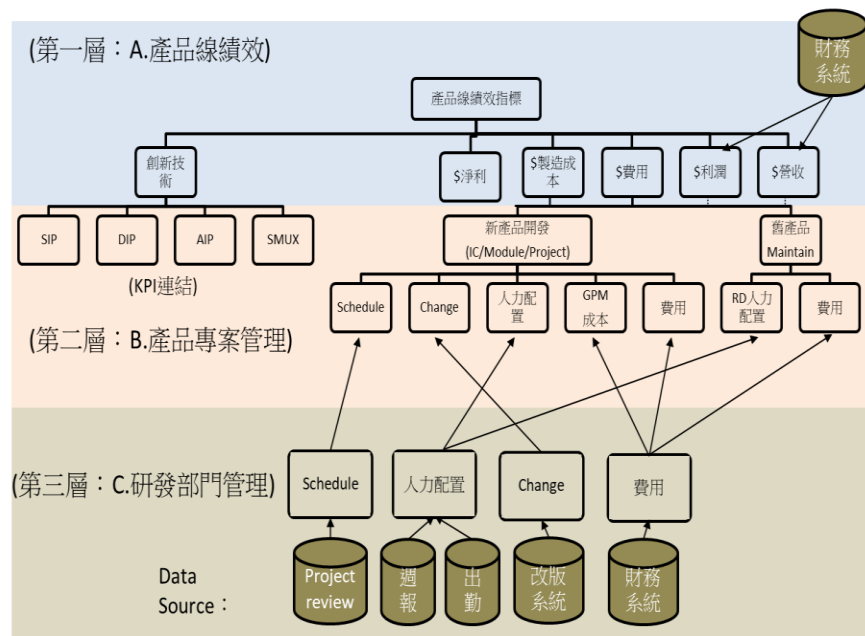 (第一層：A.產品線績效)
財務
系統
產品线績效指標
創新技
術
$淨利
$製造成
本
$費用
$利潤
$營收
SIP
DIP
AIP
SMUX
新產品開發
(IC/Module/Project)
舊產品
Maintain
(KPI連結)
Schedule
Change
人力配
置
GPM
成本
費用
RD人力
配置
費用
(第二層：B.產品專案管理)
(第三層：C.研發部門管理)
Schedule
人力配置
Change
費用
Data
Source：
Project
review
週
報
出
勤
改版
系統
財務
系統